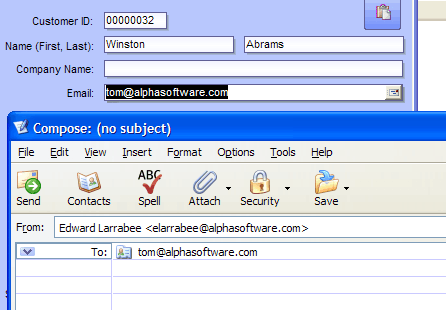 Customer ID: 00000032
Name (First, Last): Winston Abrams
Company Name:
Email: tom@alphasoftware.com
Compose: (no subject)
File Edit View Insert Format Options Tools Help
ABC
Send Contacts Spell Attach Security Save
From: Edward Larrabee <elarrabee@alphasoftware.com>
To: tom@alphasoftware.com